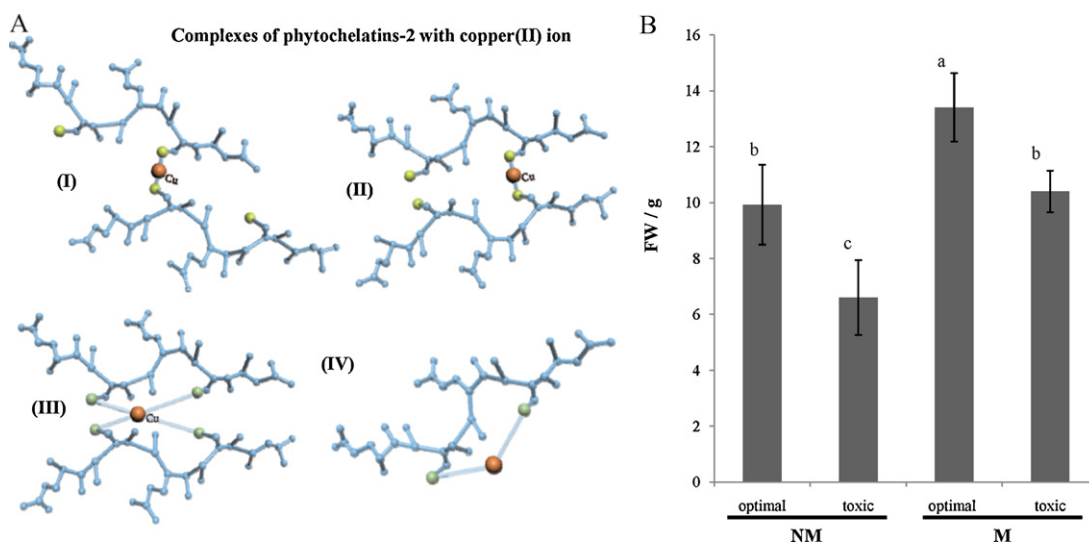 A
Complexes of phytochelatins-2 with copper(II) ion
(I)
Cu
(II)
Cu
(III)
Cu
(IV)
B
FW / g
16
14
12
10
8
6
4
2
0
b
c
a
b
optimal toxic optimal toxic
NM M